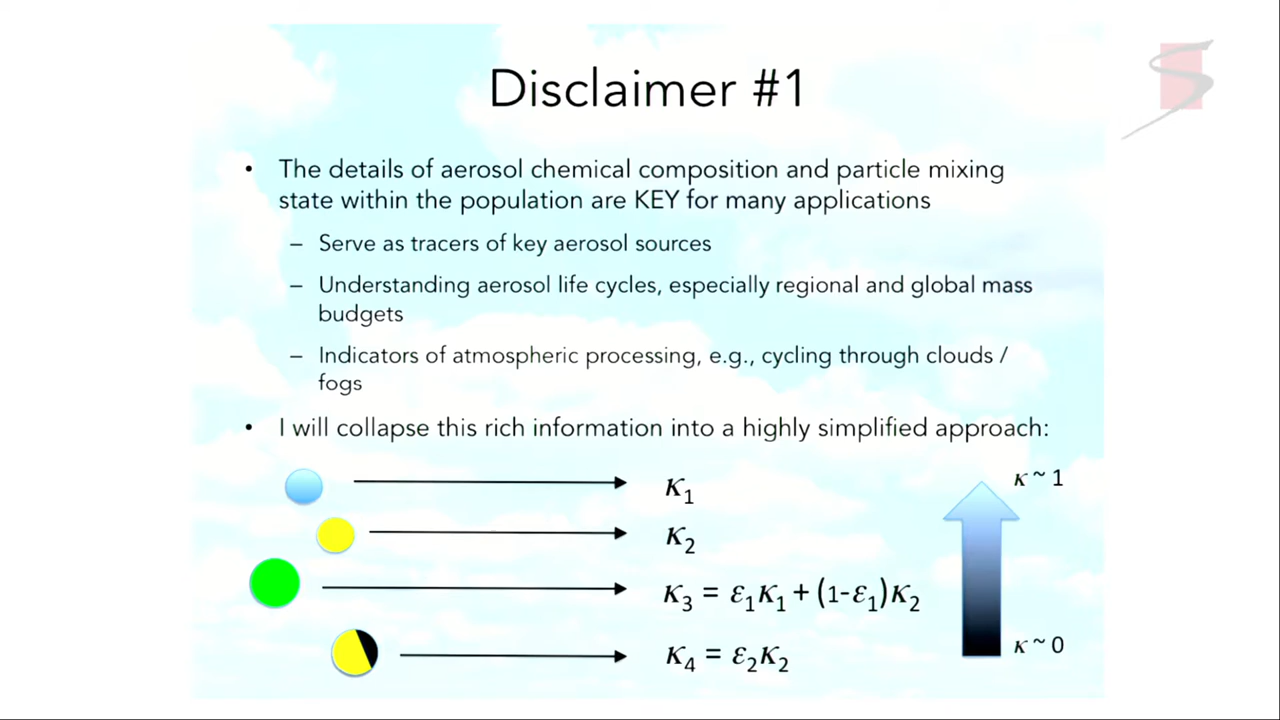 Disclaimer #1
• The details of aerosol chemical composition and particle mixing
state within the population are KEY for many applications
– Serve as tracers of key aerosol sources
– Understanding aerosol life cycles, especially regional and global mass
budgets
– Indicators of atmospheric processing, e.g., cycling through clouds /
fogs
• I will collapse this rich information into a highly simplified approach:
κ ~ 1
κ₁
κ₂
κ₃ = ε₁κ₁ + (1-ε₁)κ₂
κ ~ 0
κ₄ = ε₂κ₂